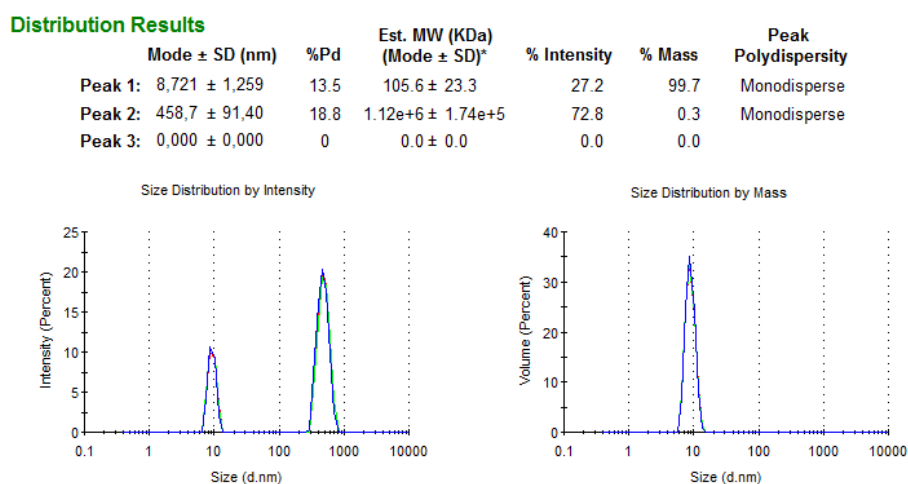 Distribution Results
Est. MW (KDa) Peak
Mode ± SD (nm) %Pd (Mode ± SD)* % Intensity % Mass Polydispersity
Peak 1: 8,721 ± 1,259 13.5 105.6 ± 23.3 27.2 99.7 Monodisperse
Peak 2: 458,7 ± 91,40 18.8 1.12e+6 ± 1.74e+5 72.8 0.3 Monodisperse
Peak 3: 0,000 ± 0,000 0 0.0 ± 0.0 0.0 0.0
Size Distribution by Intensity
25
20
15
10
5
0
Intensity (Percent)
0.1 1 10 100 1000 10000
Size (d.nm)
Size Distribution by Mass
40
30
20
10
0
Volume (Percent)
0.1 1 10 100 1000 10000
Size (d.nm)